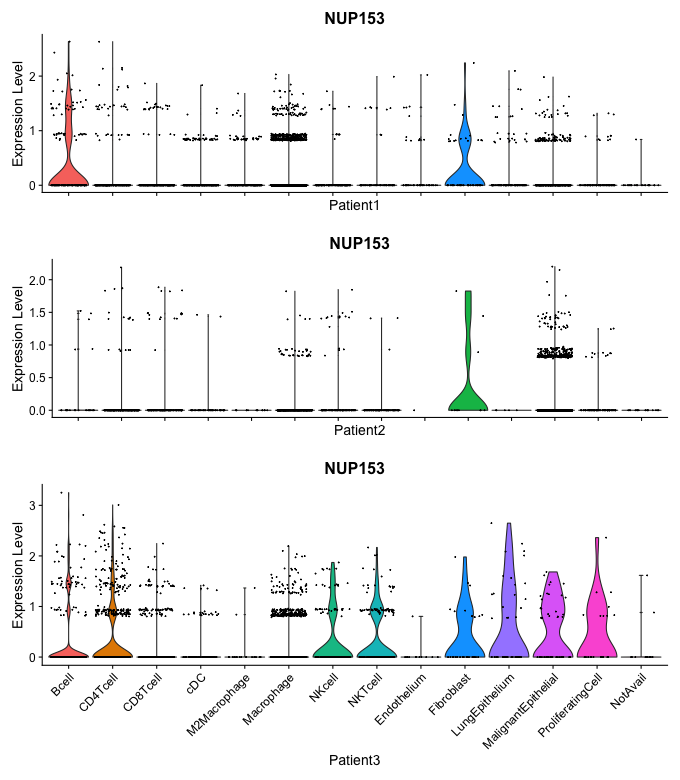 NUP153
Expression Level
2
1
0
Patient1
NUP153
Expression Level
2.0
1.5
1.0
0.5
0.0
Patient2
NUP153
Expression Level
3
2
1
0
Bcell
CD4Tcell
CD8Tcell
cDC
M2Macrophage
Macrophage
NKcell
NKTcell
Endothelium
Fibroblast
LungEpithelium
MalignantEpithelial
ProliferatingCell
NotAvail
Patient3